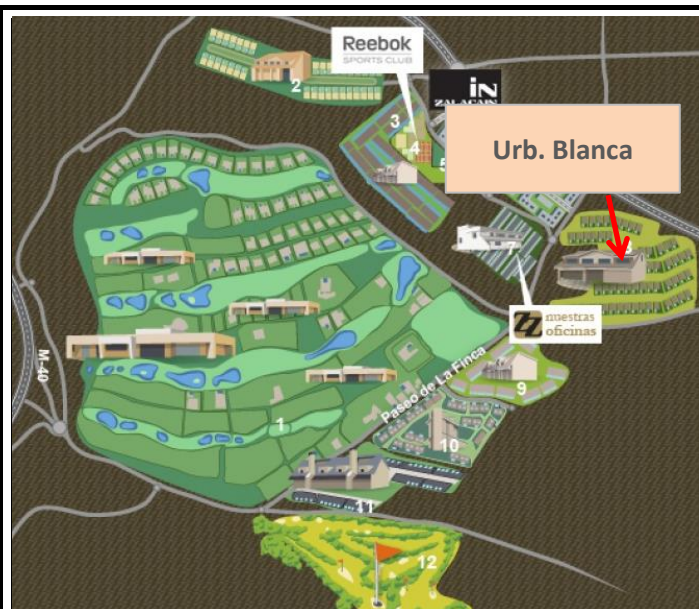 Reebok
SPORTS CLUB
2
in
ZALACAIN
3
4
5
Urb. Blanca
7
8
nuestras
oficinas
M-40
Paseo de La Finca
9
1
10
11
12